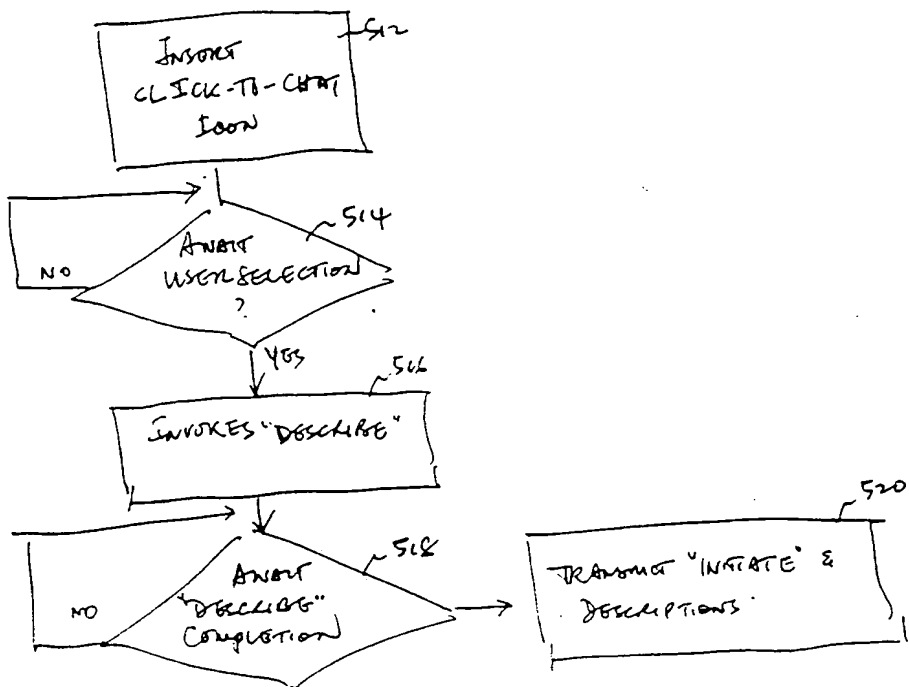 512
INSERT
CLICK-TO-CHAT
ICON
514
AWAIT
USER SELECTION
?
NO
YES
516
INVOKES "DESCRIBE"
518
AWAIT
"DESCRIBE"
COMPLETION
NO
520
TRANSMIT "INITIATE" &
DESCRIPTIONS